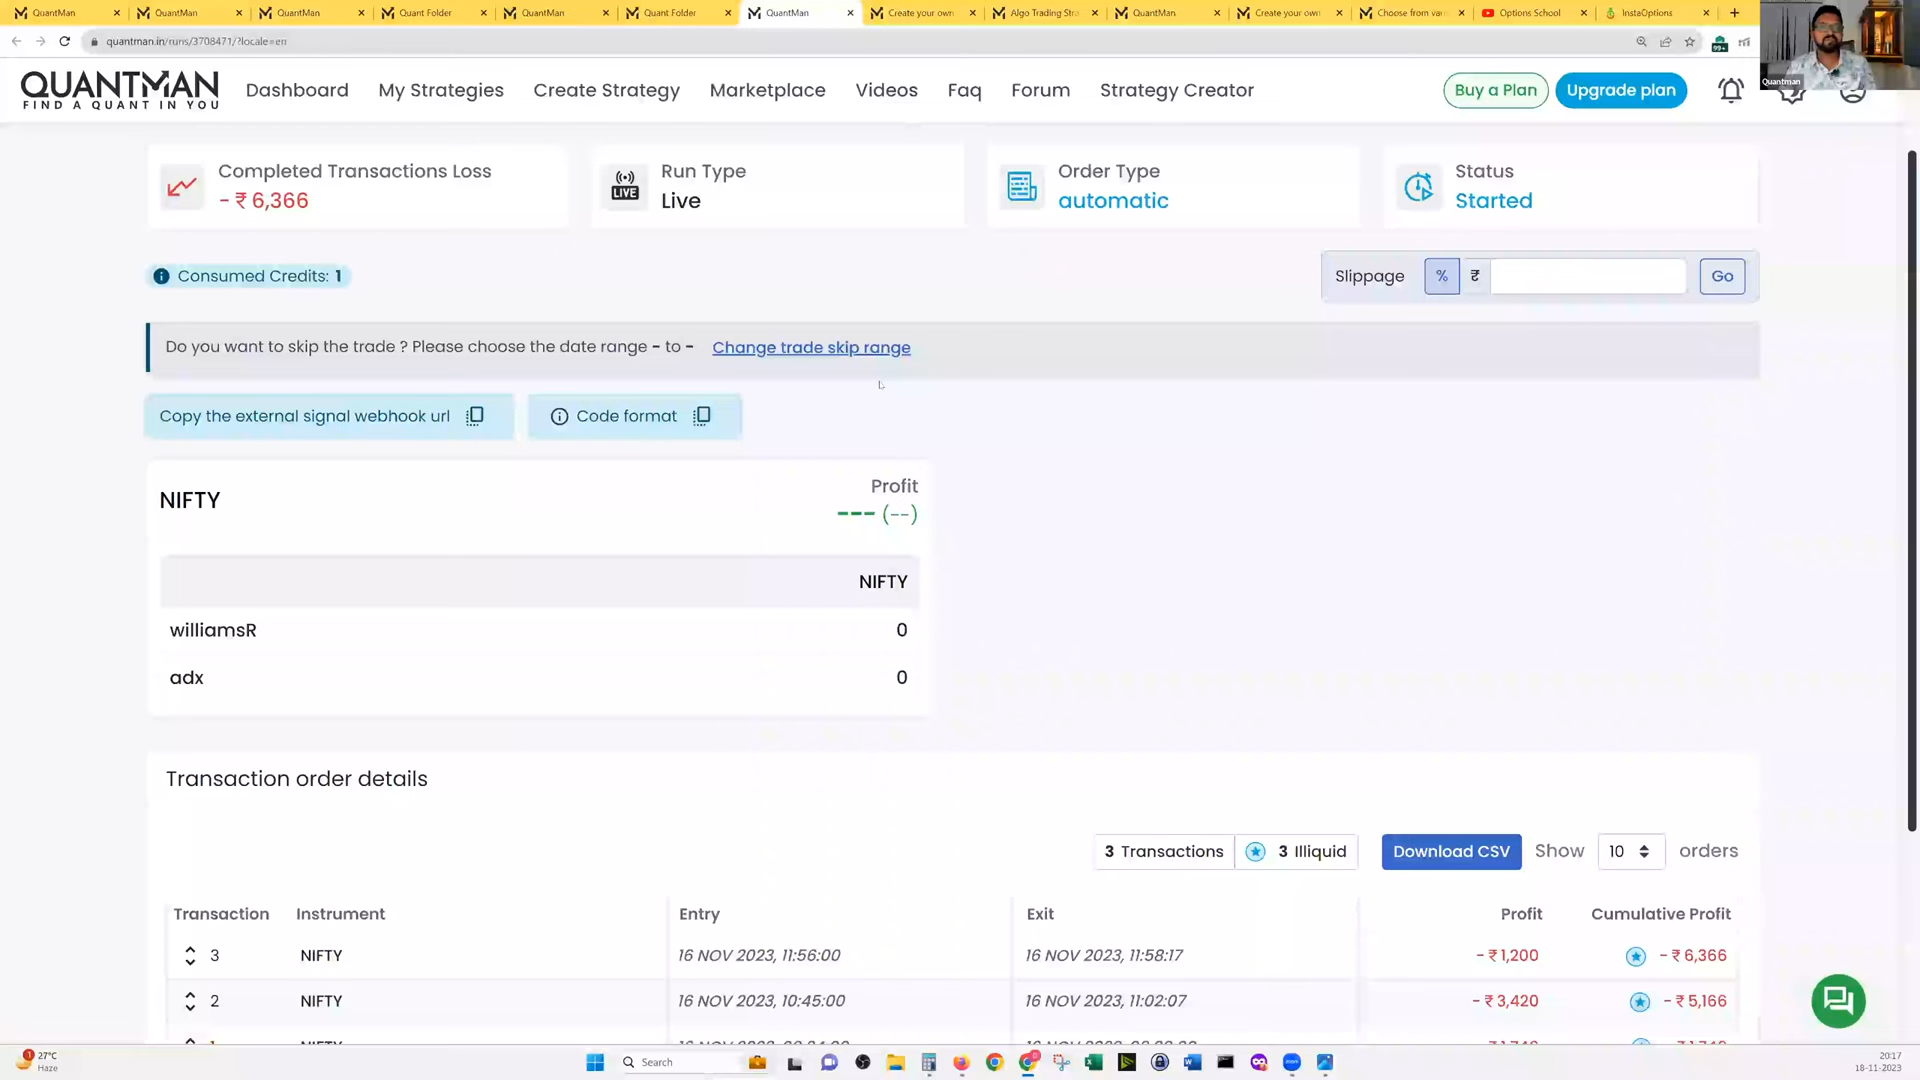 QuantMan
QuantMan
QuantMan
Quant Folder
QuantMan
Quant Folder
QuantMan
Create your own
Algo Trading Str
QuantMan
Create your own
Choose from var
Options School
InstaOptions
quantman.in/runs/3708471/?locale=en
99+
QUANTMAN
FIND A QUANT IN YOU
Dashboard
My Strategies
Create Strategy
Marketplace
Videos
Faq
Forum
Strategy Creator
Buy a Plan
Upgrade plan
Quantman
Completed Transactions Loss
- ₹ 6,366
LIVE
Run Type
Live
Order Type
automatic
Status
Started
Consumed Credits: 1
Slippage % ₹ Go
Do you want to skip the trade ? Please choose the date range - to - Change trade skip range
Copy the external signal webhook url
Code format
NIFTY
Profit
--- (--)
NIFTY
williamsR 0
adx 0
Transaction order details
3 Transactions 3 Illiquid Download CSV Show 10 orders
Transaction Instrument Entry Exit Profit Cumulative Profit
3 NIFTY 16 NOV 2023, 11:56:00 16 NOV 2023, 11:58:17 - ₹ 1,200 - ₹ 6,366
2 NIFTY 16 NOV 2023, 10:45:00 16 NOV 2023, 11:02:07 - ₹ 3,420 - ₹ 5,166
1
27°C
Haze
Search
20:17
18-11-2023